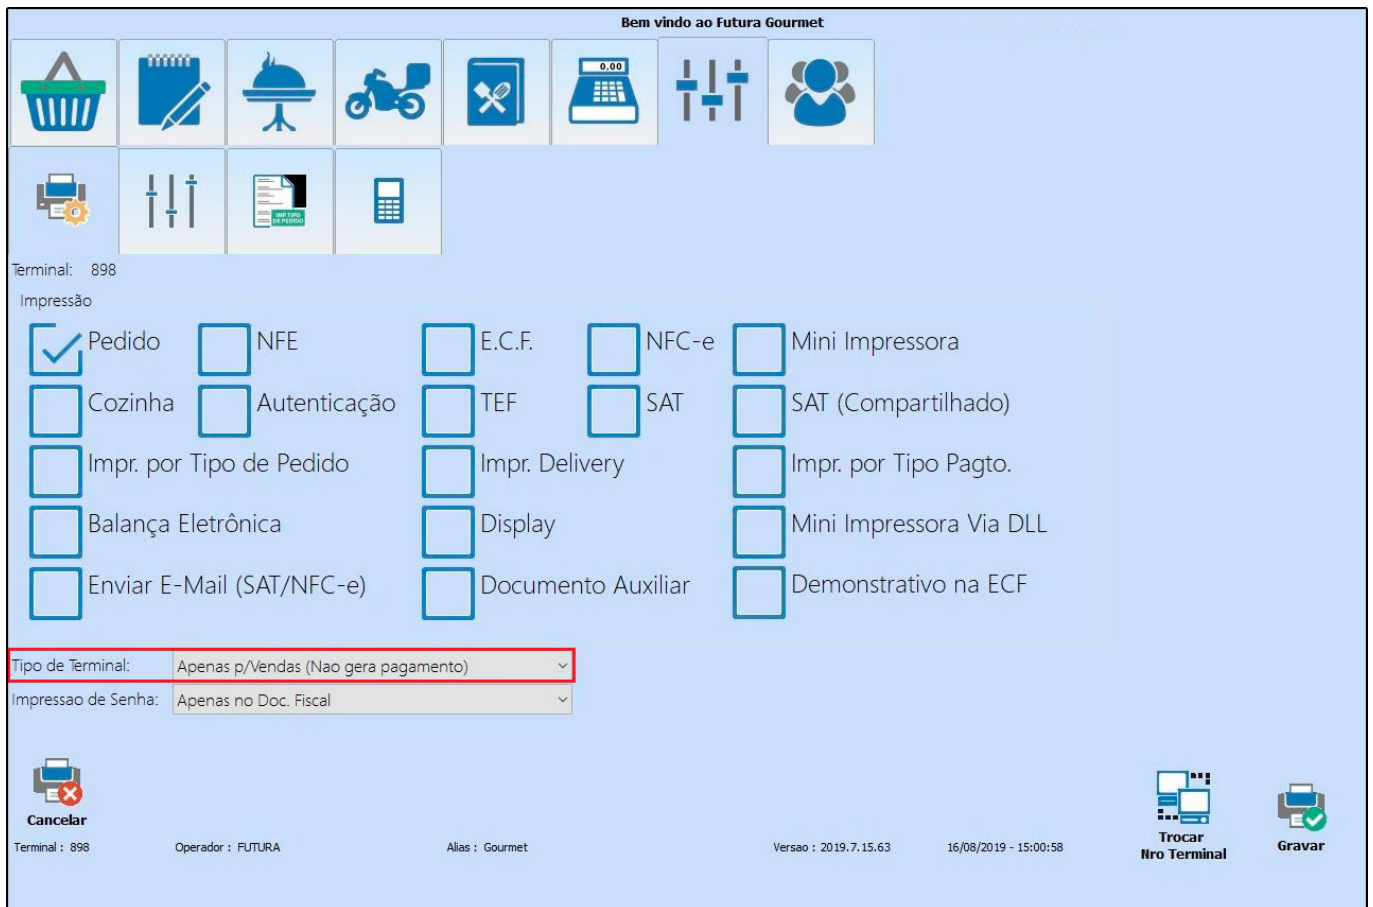 Bem vindo ao Futura Gourmet
0,00
IMP TIPO
DE PEDIDO
Terminal: 898
Impressão
Pedido NFE E.C.F. NFC-e Mini Impressora
Cozinha Autenticação TEF SAT SAT (Compartilhado)
Impr. por Tipo de Pedido Impr. Delivery Impr. por Tipo Pagto.
Balança Eletrônica Display Mini Impressora Via DLL
Enviar E-Mail (SAT/NFC-e) Documento Auxiliar Demonstrativo na ECF
Tipo de Terminal: Apenas p/Vendas (Nao gera pagamento)
Impressao de Senha: Apenas no Doc. Fiscal
Cancelar
Trocar
Nro Terminal
Gravar
Terminal : 898 Operador : FUTURA Alias : Gourmet Versao : 2019.7.15.63 16/08/2019 - 15:00:58